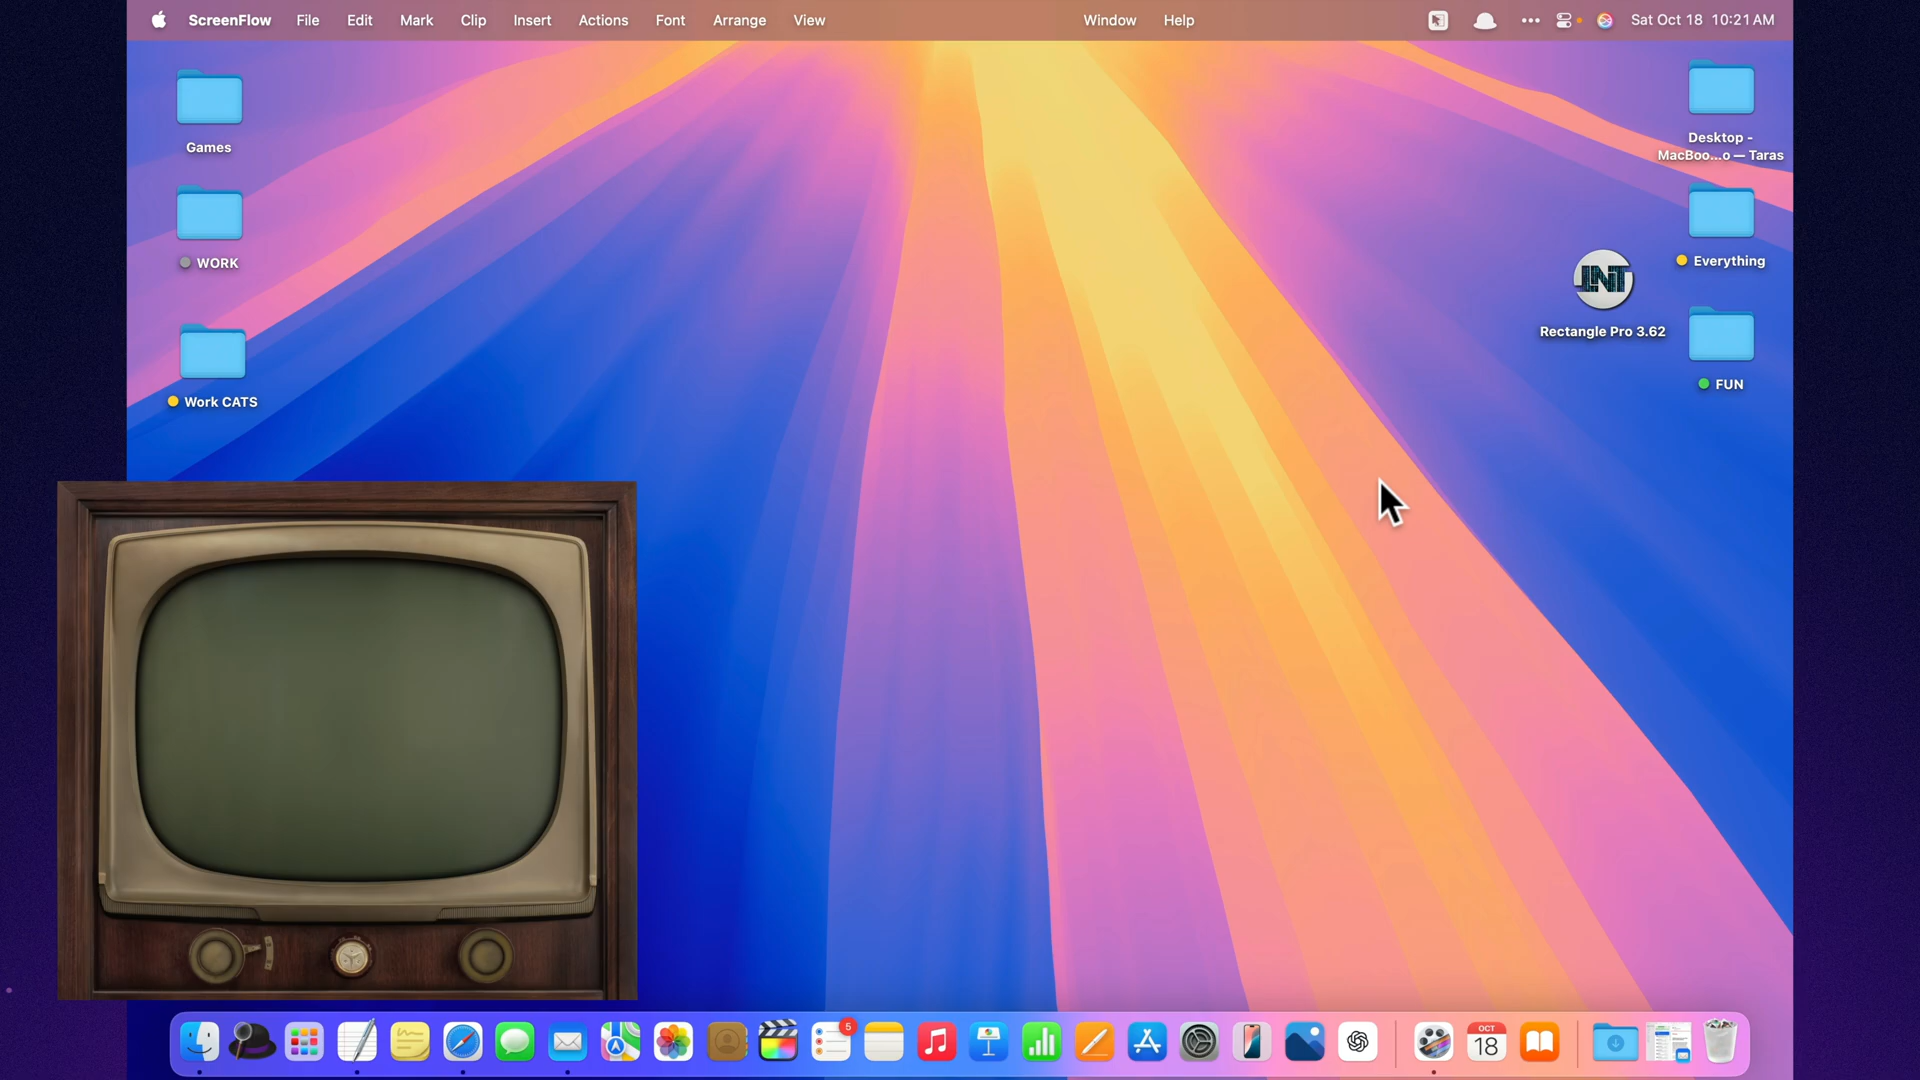 ScreenFlow File Edit Mark Clip Insert Actions Font Arrange View Window Help Sat Oct 18 10:21 AM
Games
WORK
Work CATS
Desktop -
MacBoo...o — Taras
Everything
INT
Rectangle Pro 3.62
FUN
5
OCT
18